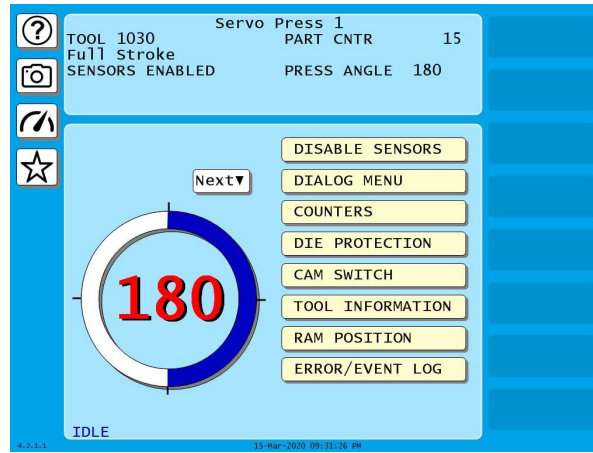 Servo Press 1
TOOL 1030 PART CNTR 15
Full Stroke
SENSORS ENABLED PRESS ANGLE 180
DISABLE SENSORS
Next▼ DIALOG MENU
COUNTERS
DIE PROTECTION
CAM SWITCH
180
TOOL INFORMATION
RAM POSITION
ERROR/EVENT LOG
IDLE
4.2.1.1 15-Mar-2020 09:31:26 PM